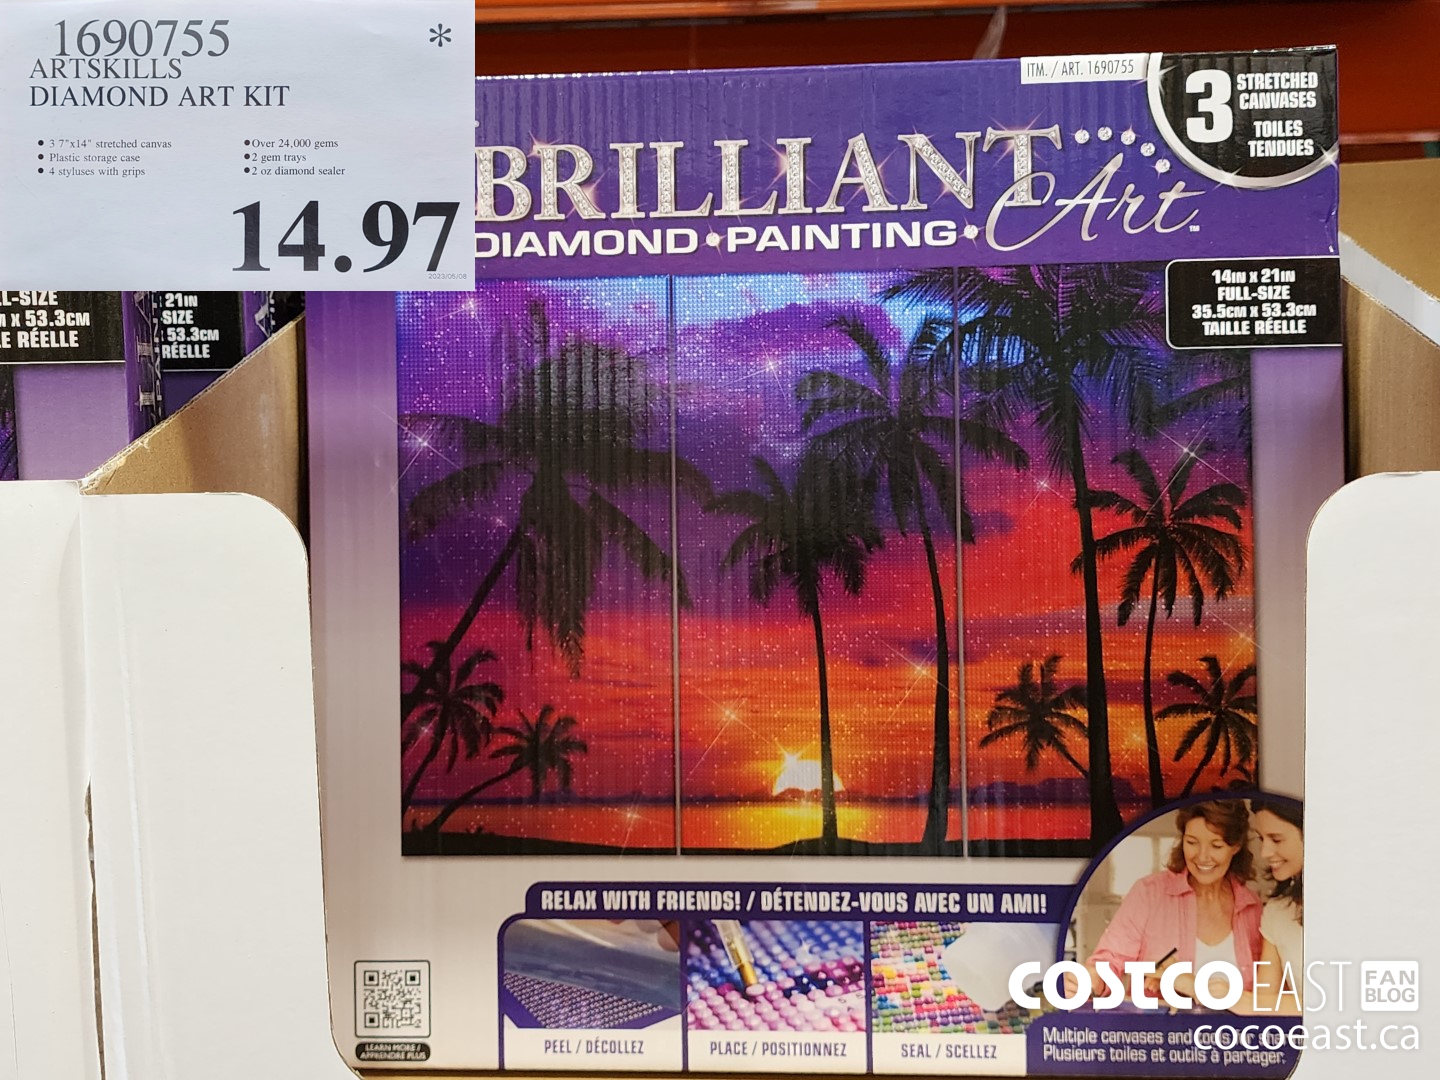 1690755
*
ARTSKILLS
DIAMOND ART KIT
3 7"x14" stretched canvas
Plastic storage case
4 styluses with grips
Over 24,000 gems
2 gem trays
2 oz diamond sealer
14.97
2023/05/08
ITM. / ART. 1690755
3 STRETCHED
CANVASES
TOILES
TENDUES
BRILLIANT
Art™
DIAMOND•PAINTING
14IN X 21IN
FULL-SIZE
35.5CM X 53.3CM
TAILLE RÉELLE
L-SIZE
X 53.3CM
RÉELLE
21IN
SIZE
53.3CM
RÉELLE
RELAX WITH FRIENDS! / DÉTENDEZ-VOUS AVEC UN AMI!
PEEL / DÉCOLLEZ
PLACE / POSITIONNEZ
SEAL / SCELLEZ
LEARN MORE /
APPRENDRE PLUS
Multiple canvases and tools for
Plusieurs toiles et outils à partager.
COSTCO EAST FAN
BLOG
cocoeast.ca